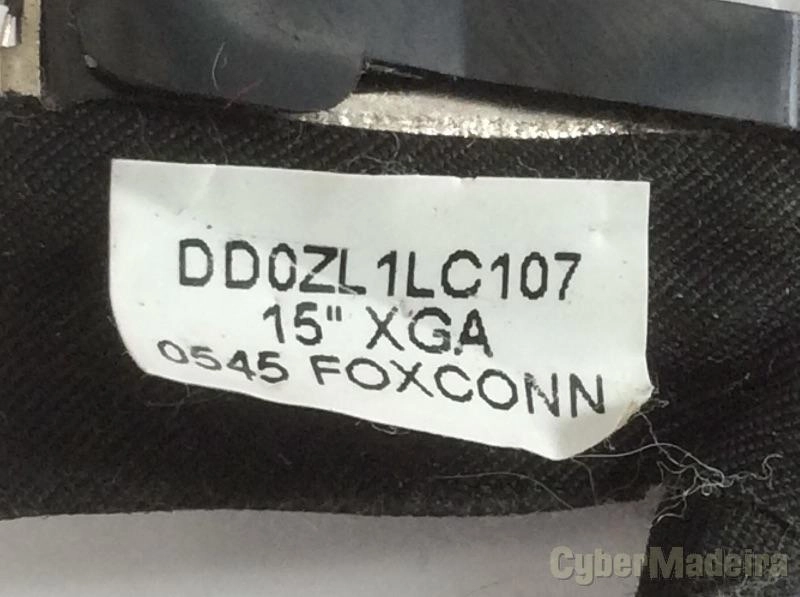 DD0ZL1LC107
15" XGA
0545 FOXCONN
CyberMadeira